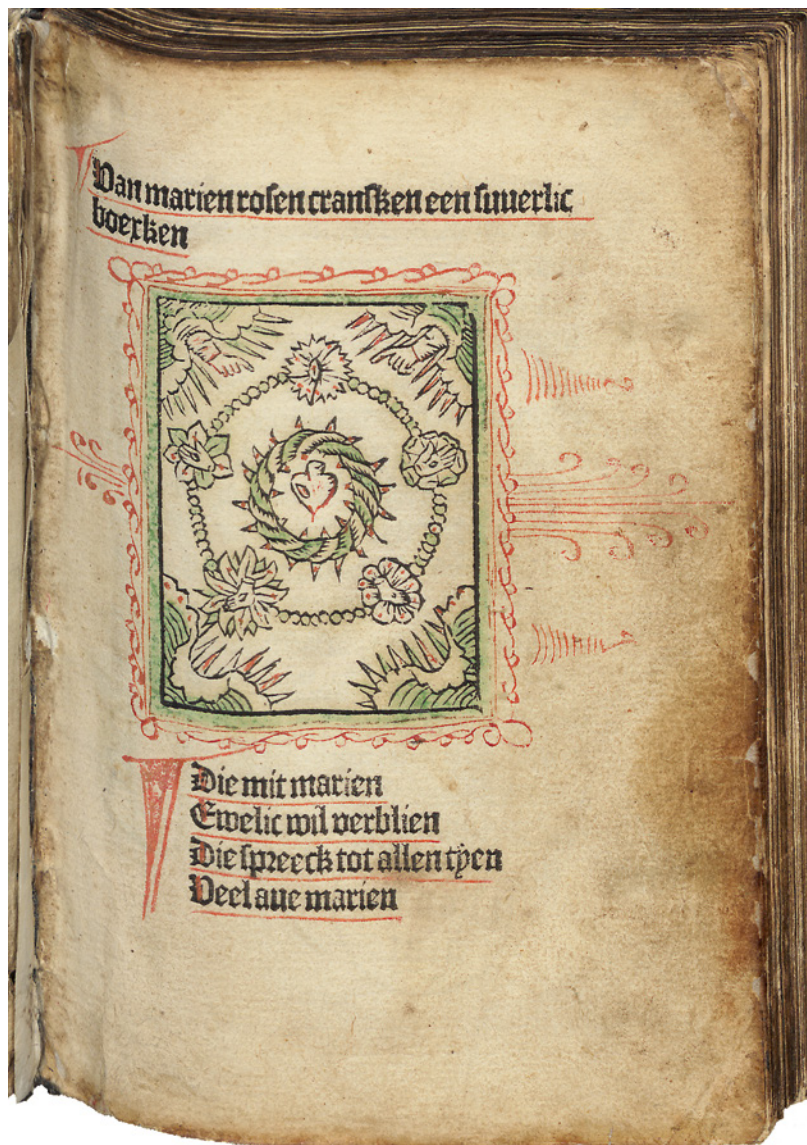 Van marien rosen cransken een suuerlic
boexken
Die mit marien
Ewelic wil verblien
Die spreeck tot allen tyen
Veel aue marien